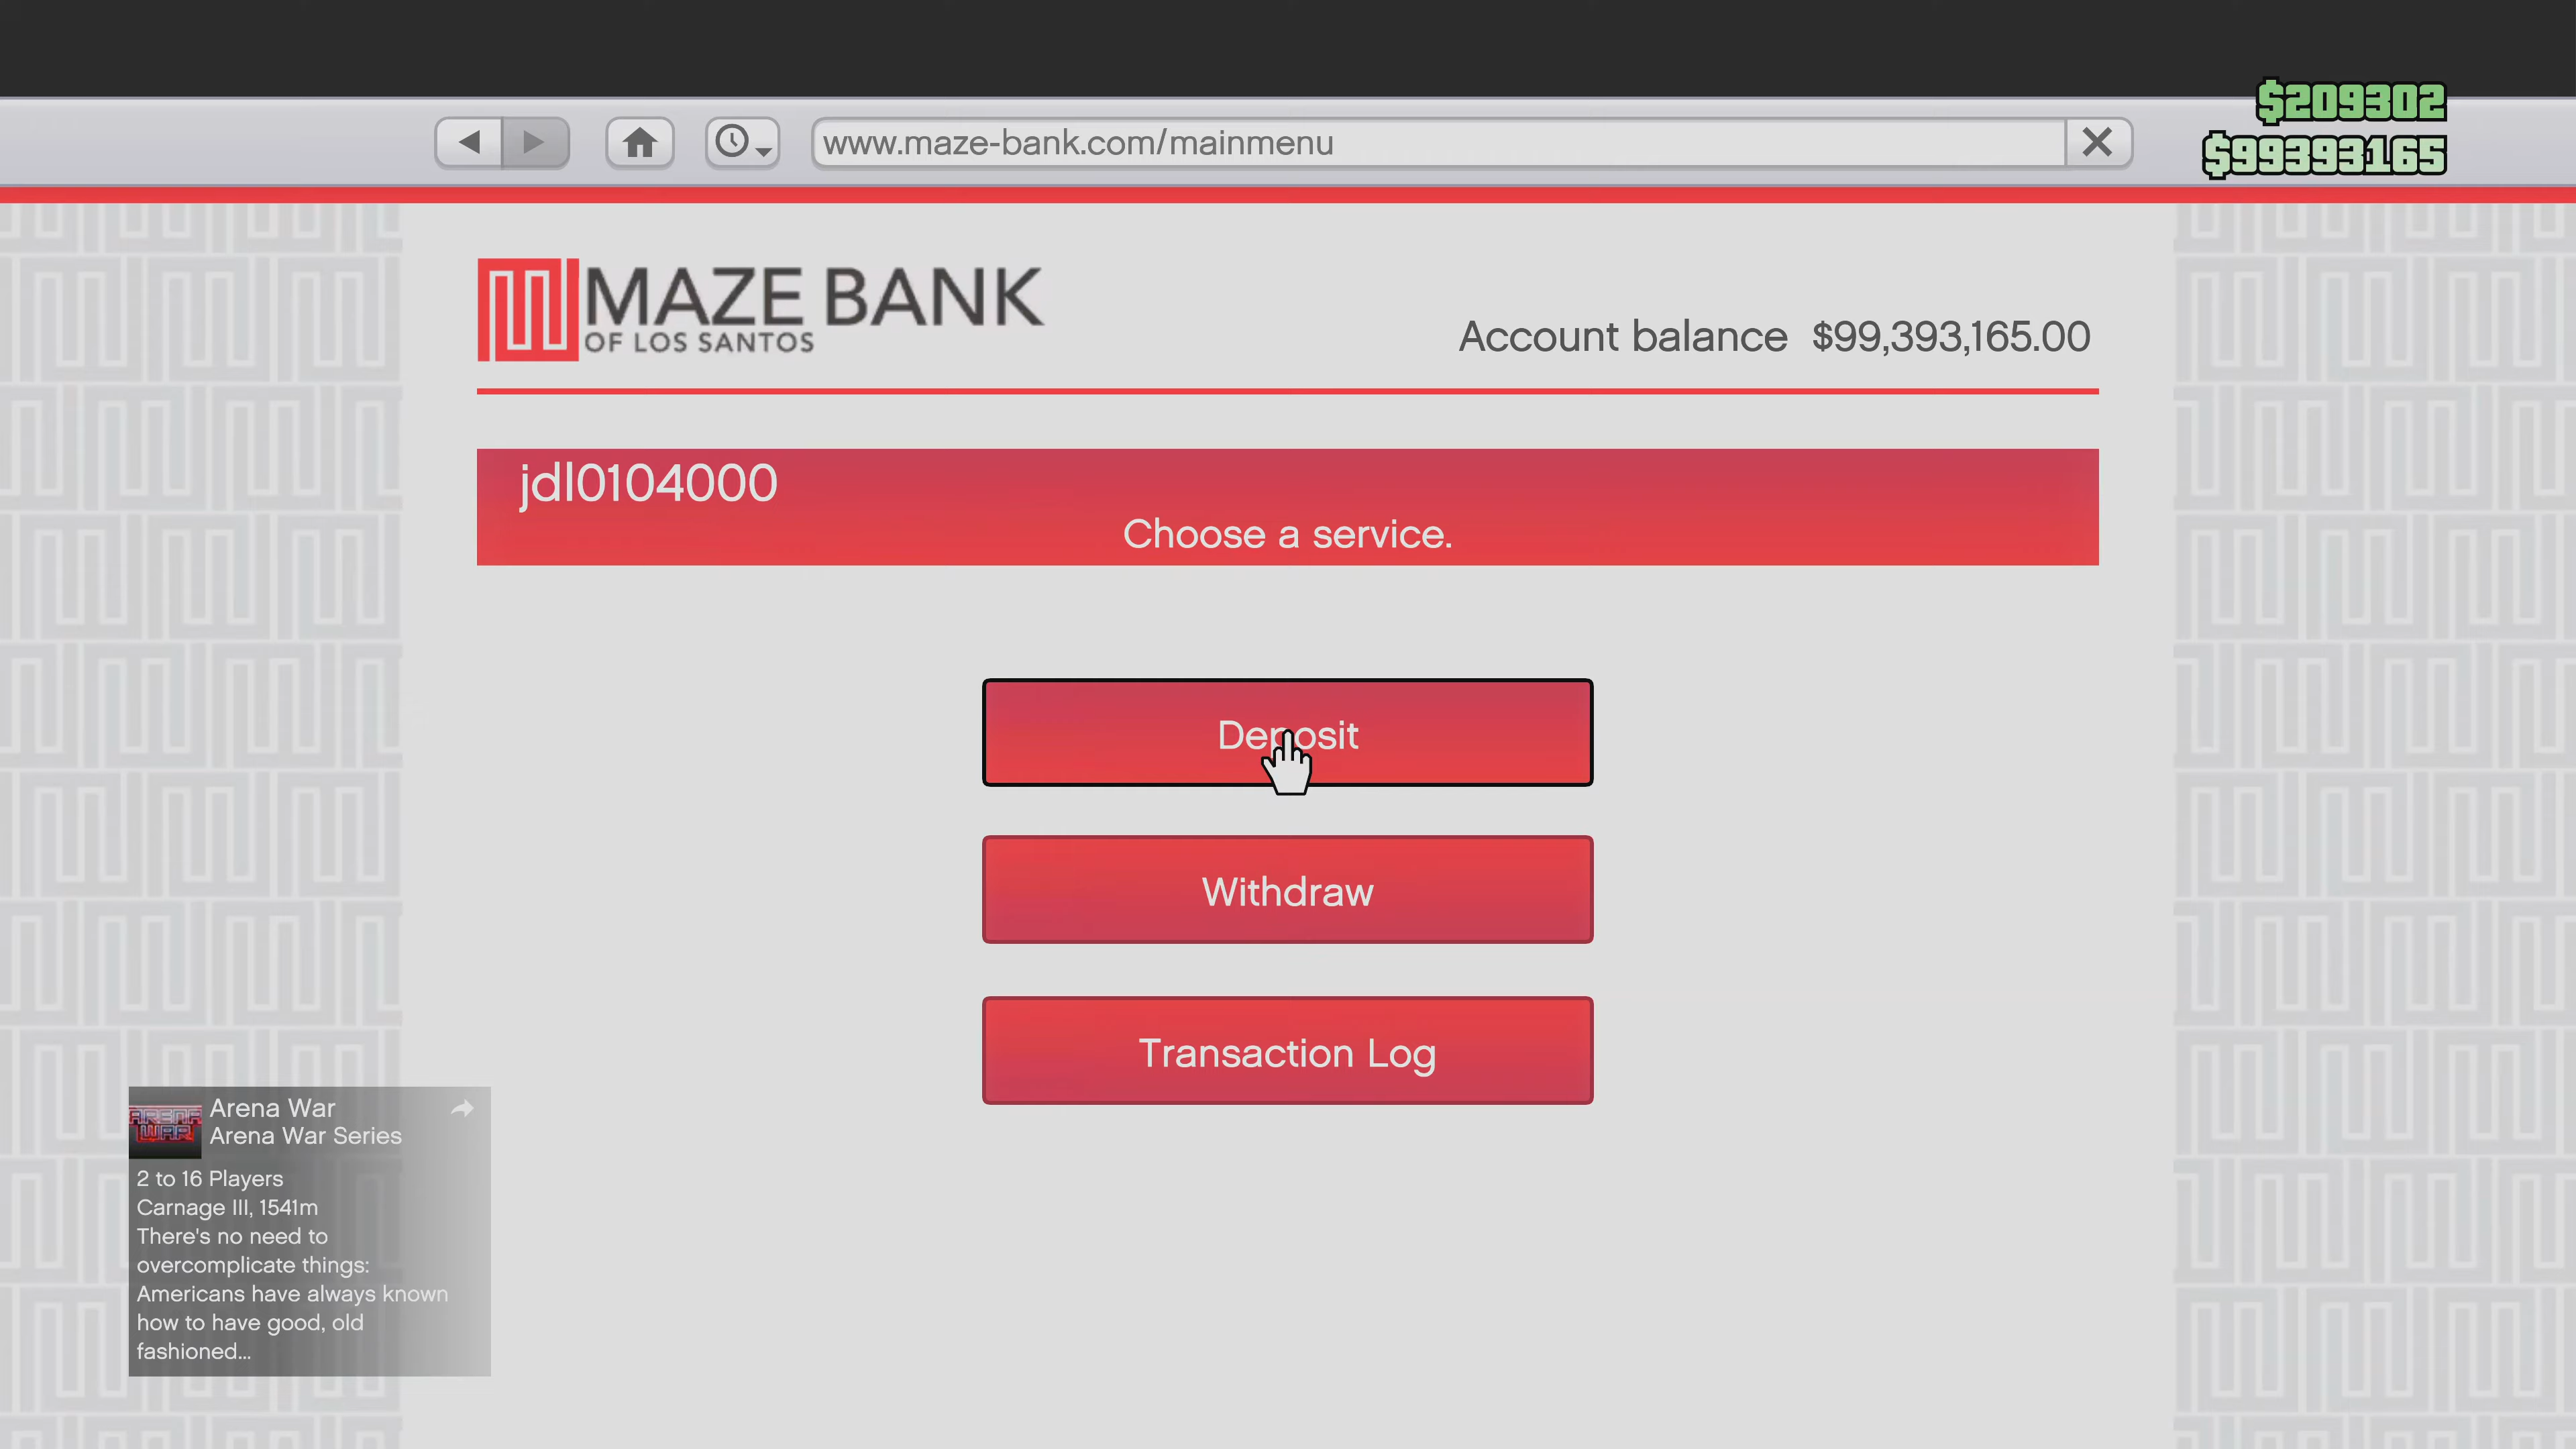 $209302
www.maze-bank.com/mainmenu
$99393165
MAZE BANK
OF LOS SANTOS
Account balance $99,393,165.00
jdl0104000
Choose a service.
Deposit
Withdraw
Transaction Log
ARENA WAR
Arena War
Arena War Series
2 to 16 Players
Carnage III, 1541m
There's no need to
overcomplicate things:
Americans have always known
how to have good, old
fashioned...